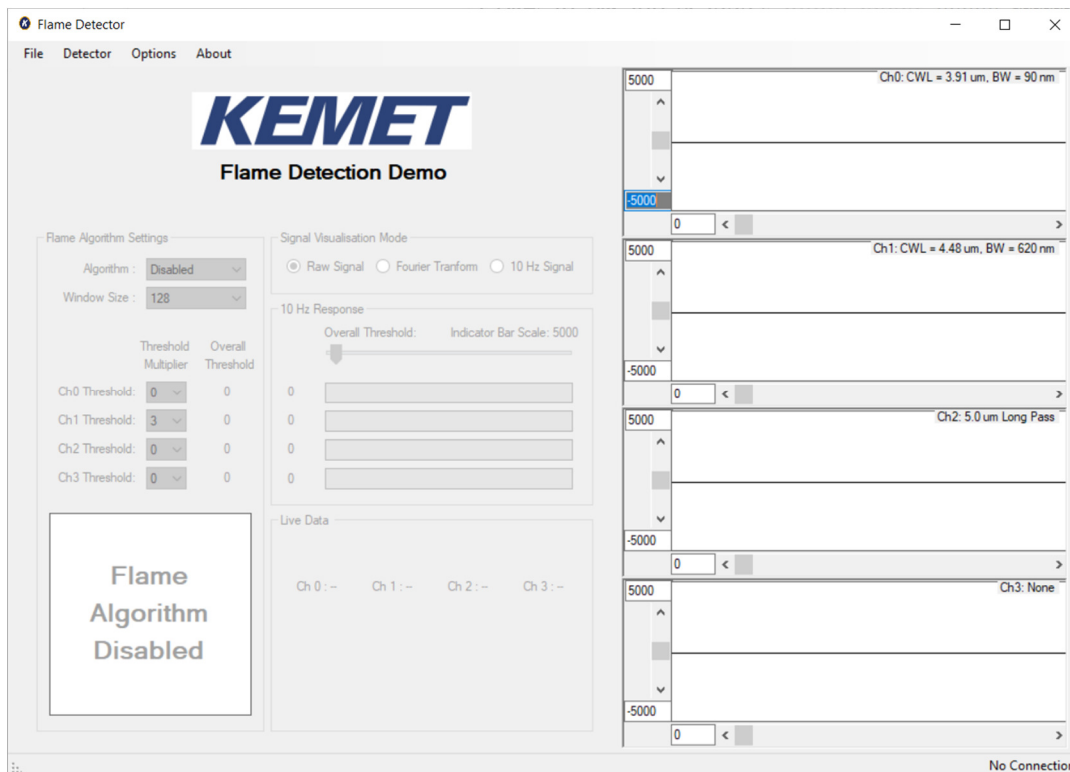 Flame Detector
File Detector Options About
KEMET
Flame Detection Demo
Flame Algorithm Settings
Algorithm : Disabled
Window Size : 128
Threshold Multiplier Overall Threshold
Ch0 Threshold: 0 0
Ch1 Threshold: 3 0
Ch2 Threshold: 0 0
Ch3 Threshold: 0 0
Flame
Algorithm
Disabled
Signal Visualisation Mode
Raw Signal Fourier Tranform 10 Hz Signal
10 Hz Response
Overall Threshold: Indicator Bar Scale: 5000
0
0
0
0
Live Data
Ch 0 : -- Ch 1 : -- Ch 2 : -- Ch 3 : --
5000 Ch0: CWL = 3.91 um, BW = 90 nm
-5000
0
5000 Ch1: CWL = 4.48 um, BW = 620 nm
-5000
0
5000 Ch2: 5.0 um Long Pass
-5000
0
5000 Ch3: None
-5000
0
No Connection